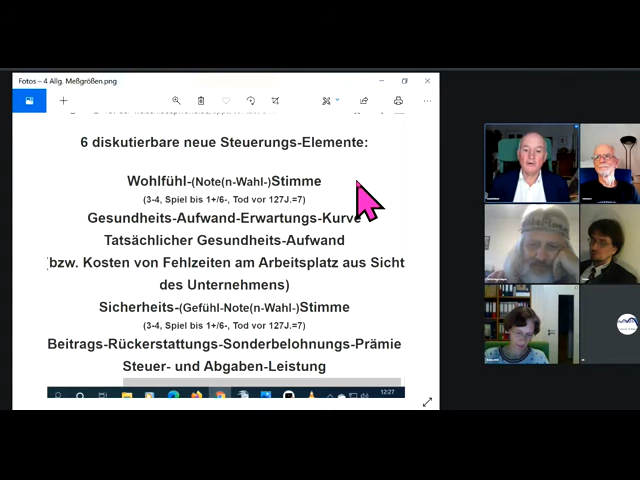 Fotos – 4 Allg. Meßgrößen.png
6 diskutierbare neue Steuerungs-Elemente:
Wohlfühl-(Note(n-Wahl-)Stimme
(3-4, Spiel bis 1+/6-, Tod vor 127J.=7)
Gesundheits-Aufwand-Erwartungs-Kurve
Tatsächlicher Gesundheits-Aufwand
(bzw. Kosten von Fehlzeiten am Arbeitsplatz aus Sicht
des Unternehmens)
Sicherheits-(Gefühl-Note(n-Wahl-)Stimme
(3-4, Spiel bis 1+/6-, Tod vor 127J.=7)
Beitrags-Rückerstattungs-Sonderbelohnungs-Prämie
Steuer- und Abgaben-Leistung
12:27